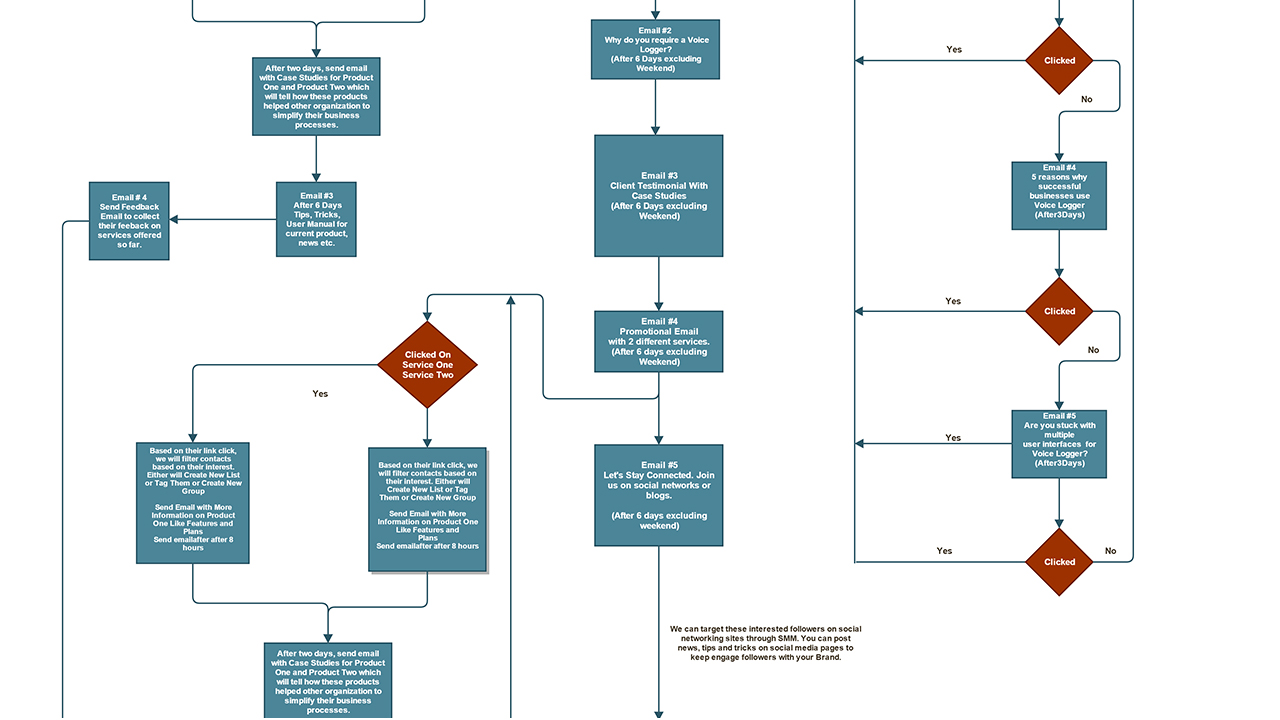 After two days, send email
with Case Studies for Product
One and Product Two which
will tell how these products
helped other organization to
simplify their business
processes.
Email #3
After 6 Days
Tips, Tricks,
User Manual for
current product,
news etc.
Email # 4
Send Feedback
Email to collect
their feeback on
services offered
so far.
Clicked On
Service One
Service Two
Yes
Based on their link click,
we will filter contacts
based on their interest.
Either will Create New List
or Tag Them or Create New
Group
Send Email with More
Information on Product
One Like Features and
Plans
Send emailafter after 8
hours
Based on their link click, we
will filter contacts based on
their interest. Either will
Create New List or Tag
Them or Create New Group
Send Email with More
Information on Product One
Like Features and
Plans
Send emailafter after 8 hours
After two days, send email
with Case Studies for Product
One and Product Two which
will tell how these products
helped other organization to
simplify their business
processes.
Email #2
Why do you require a Voice
Logger?
(After 6 Days excluding
Weekend)
Email #3
Client Testimonial With
Case Studies
(After 6 Days excluding
Weekend)
Email #4
Promotional Email
with 2 different services.
(After 6 days excluding
Weekend)
Email #5
Let's Stay Connected. Join
us on social networks or
blogs.
(After 6 days excluding
weekend)
We can target these interested followers on social
networking sites through SMM. You can post
news, tips and tricks on social media pages to
keep engage followers with your Brand.
Yes
Clicked
No
Email #4
5 reasons why
successful
businesses use
Voice Logger
(After3Days)
Yes
Clicked
No
Email #5
Are you stuck with
multiple
user interfaces for
Voice Logger?
(After3Days)
Yes
Yes
Clicked
No